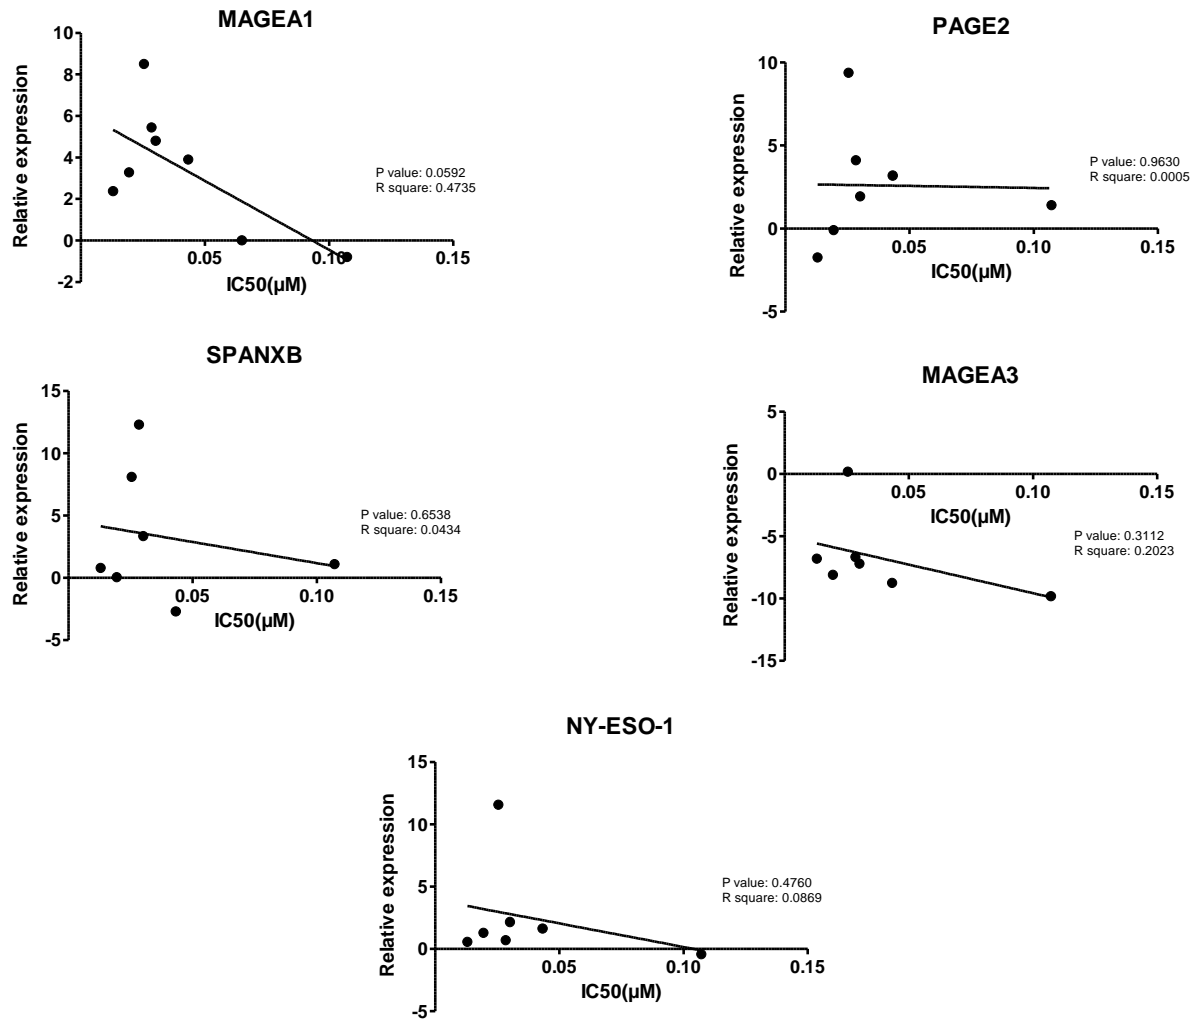 MAGEA1
Relative expression
10
8
6
4
2
0
-2
0.05
0.10
0.15
IC50(µM)
P value: 0.0592
R square: 0.4735
PAGE2
Relative expression
10
5
0
-5
0.05
0.10
0.15
IC50(µM)
P value: 0.9630
R square: 0.0005
SPANXB
Relative expression
15
10
5
0
-5
0.05
0.10
0.15
IC50(µM)
P value: 0.6538
R square: 0.0434
MAGEA3
Relative expression
5
0
-5
-10
-15
0.05
0.10
0.15
IC50(µM)
P value: 0.3112
R square: 0.2023
NY-ESO-1
Relative expression
15
10
5
0
-5
0.05
0.10
0.15
IC50(µM)
P value: 0.4760
R square: 0.0869